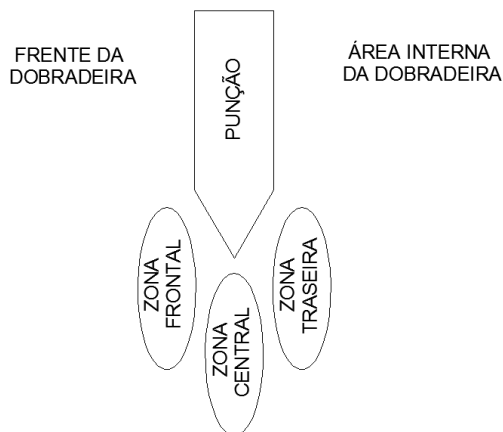 FRENTE DA
DOBRADEIRA
PUNÇÃO
ÁREA INTERNA
DA DOBRADEIRA
ZONA
FRONTAL
ZONA
CENTRAL
ZONA
TRASEIRA